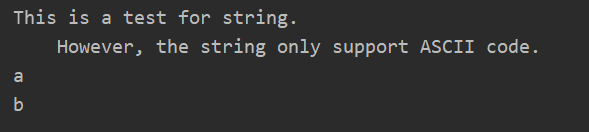 This is a test for string.
    However, the string only support ASCII code.
a
b